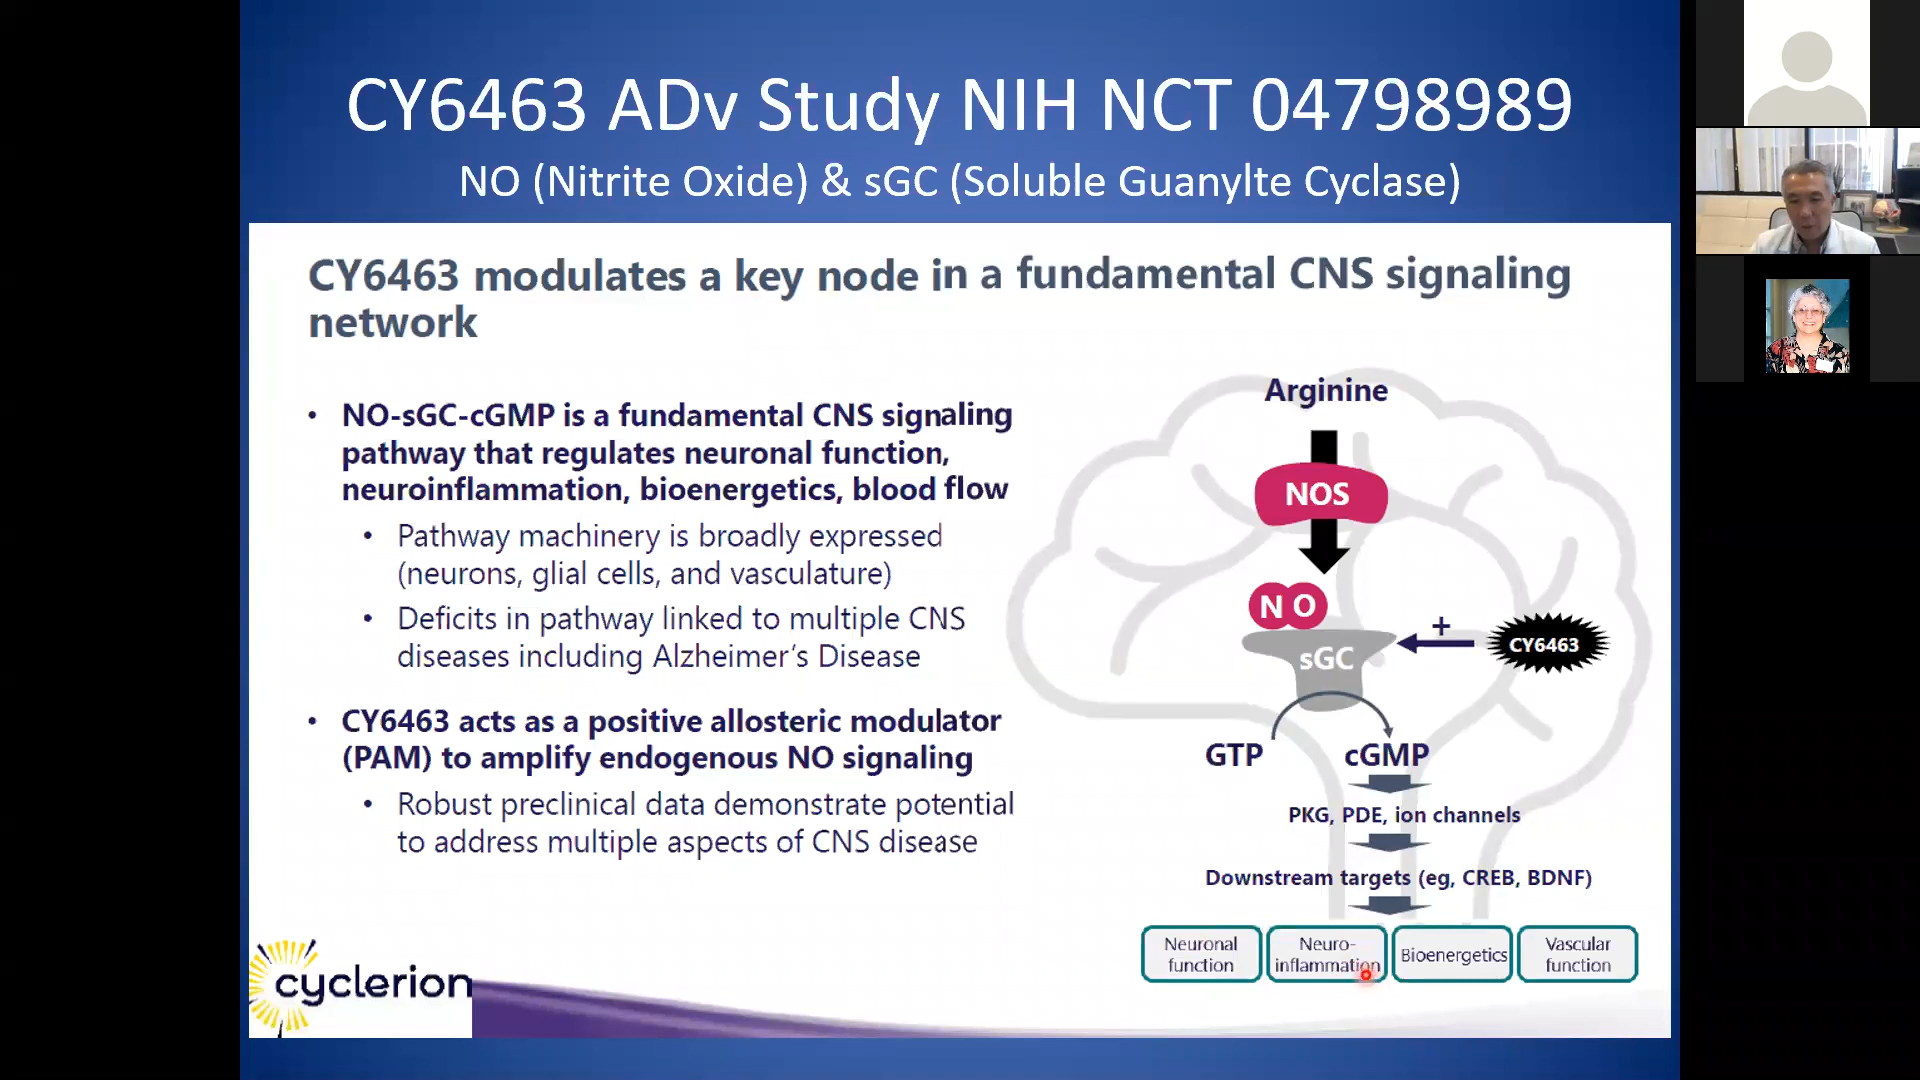 CY6463 ADv Study NIH NCT 04798989
NO (Nitrite Oxide) & sGC (Soluble Guanylte Cyclase)
CY6463 modulates a key node in a fundamental CNS signaling
network
• NO-sGC-cGMP is a fundamental CNS signaling
pathway that regulates neuronal function,
neuroinflammation, bioenergetics, blood flow
• Pathway machinery is broadly expressed
(neurons, glial cells, and vasculature)
• Deficits in pathway linked to multiple CNS
diseases including Alzheimer's Disease
• CY6463 acts as a positive allosteric modulator
(PAM) to amplify endogenous NO signaling
• Robust preclinical data demonstrate potential
to address multiple aspects of CNS disease
Arginine
NOS
N O
sGC
+
CY6463
GTP
cGMP
PKG, PDE, ion channels
Downstream targets (eg, CREB, BDNF)
Neuronal
function
Neuro-
inflammation
Bioenergetics
Vascular
function
cyclerion